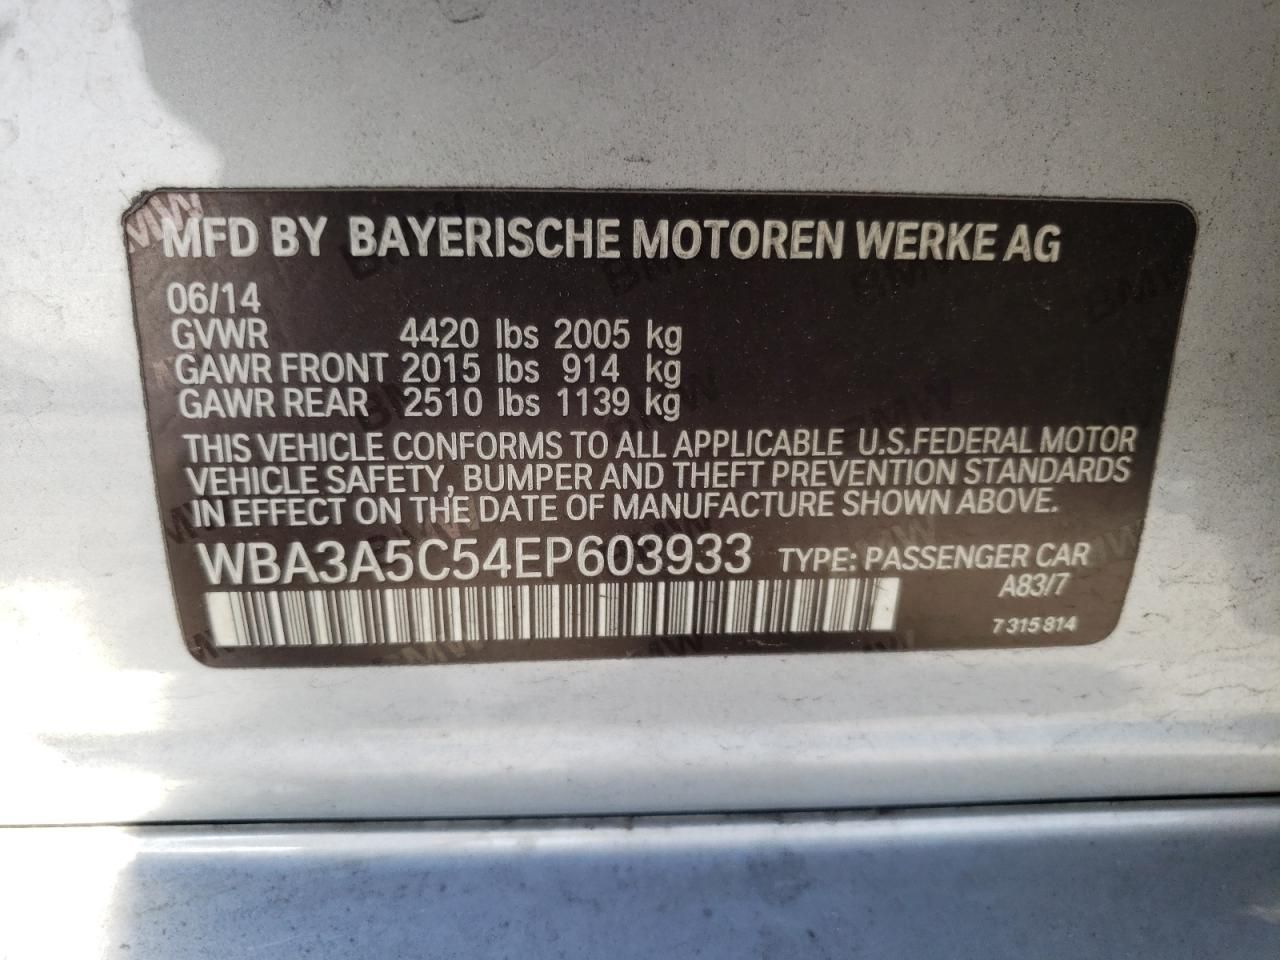 MFD BY BAYERISCHE MOTOREN WERKE AG
06/14
GVWR 4420 lbs 2005 kg
GAWR FRONT 2015 lbs 914 kg
GAWR REAR 2510 lbs 1139 kg
THIS VEHICLE CONFORMS TO ALL APPLICABLE U.S.FEDERAL MOTOR
VEHICLE SAFETY, BUMPER AND THEFT PREVENTION STANDARDS
IN EFFECT ON THE DATE OF MANUFACTURE SHOWN ABOVE.
WBA3A5C54EP603933 TYPE: PASSENGER CAR
A83/7
7 315 814